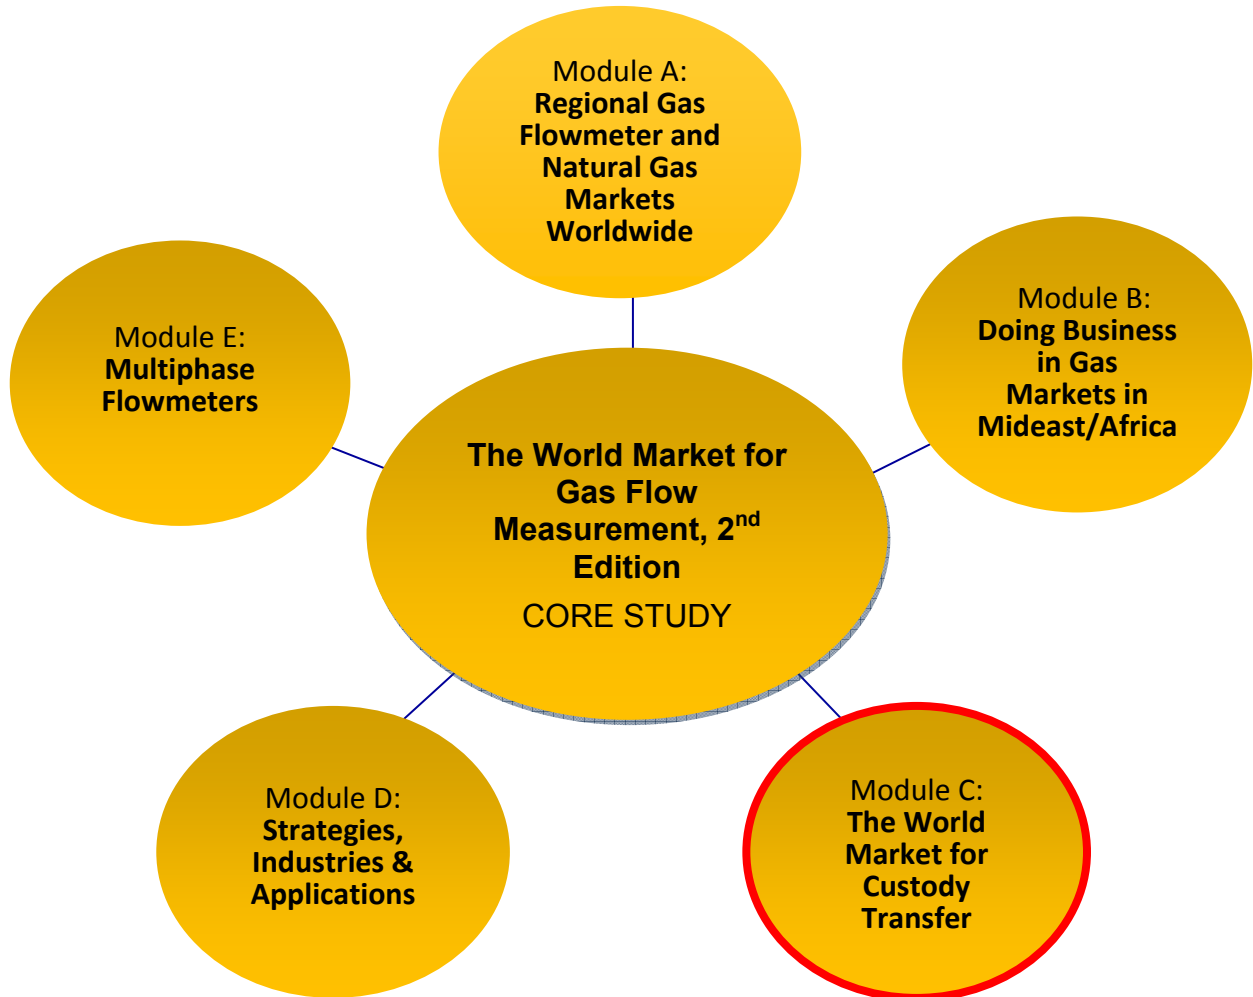 Module A:
Regional Gas
Flowmeter and
Natural Gas
Markets
Worldwide
Module B:
Doing Business
in Gas
Markets in
Mideast/Africa
Module E:
Multiphase
Flowmeters
The World Market for
Gas Flow
Measurement, 2nd
Edition
CORE STUDY
Module D:
Strategies,
Industries &
Applications
Module C:
The World
Market for
Custody
Transfer